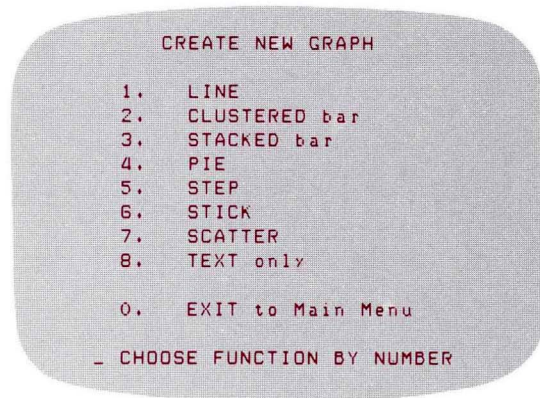 CREATE NEW GRAPH
1. LINE
2. CLUSTERED bar
3. STACKED bar
4. PIE
5. STEP
6. STICK
7. SCATTER
8. TEXT only
0. EXIT to Main Menu
_ CHOOSE FUNCTION BY NUMBER